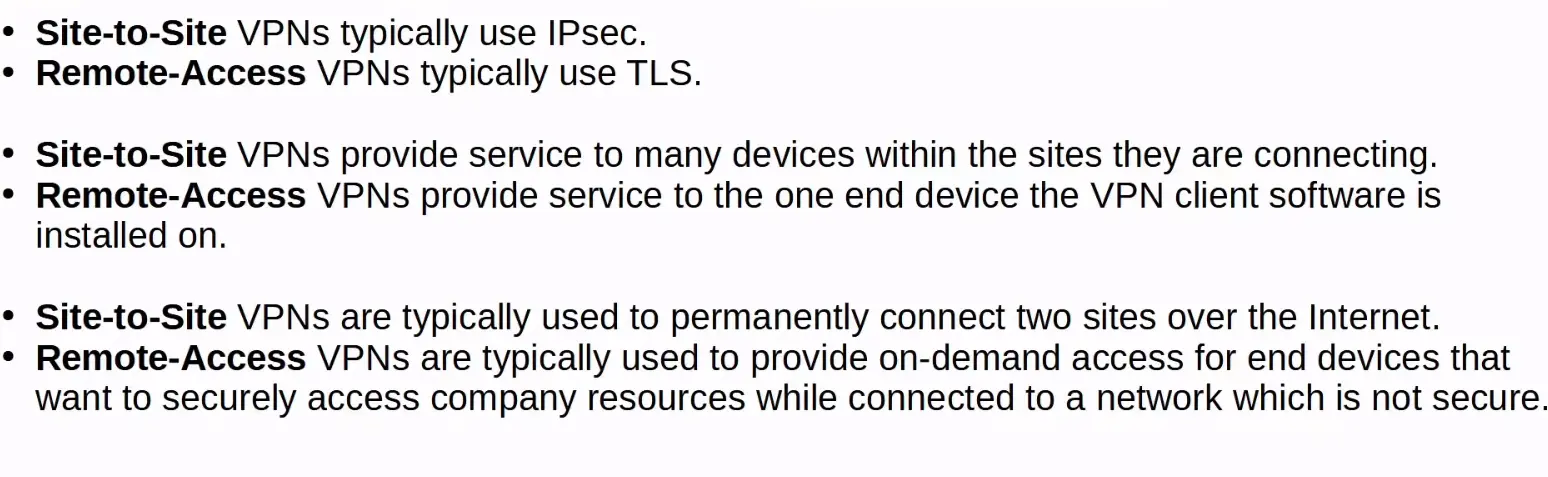 • Site-to-Site VPNs typically use IPsec.
• Remote-Access VPNs typically use TLS.
• Site-to-Site VPNs provide service to many devices within the sites they are connecting.
• Remote-Access VPNs provide service to the one end device the VPN client software is
installed on.
• Site-to-Site VPNs are typically used to permanently connect two sites over the Internet.
• Remote-Access VPNs are typically used to provide on-demand access for end devices that
want to securely access company resources while connected to a network which is not secure.